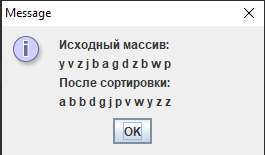 Message
Исходный массив:
y v z j b a g d z b w p
После сортировки:
a b b d g j p v w y z z
OK